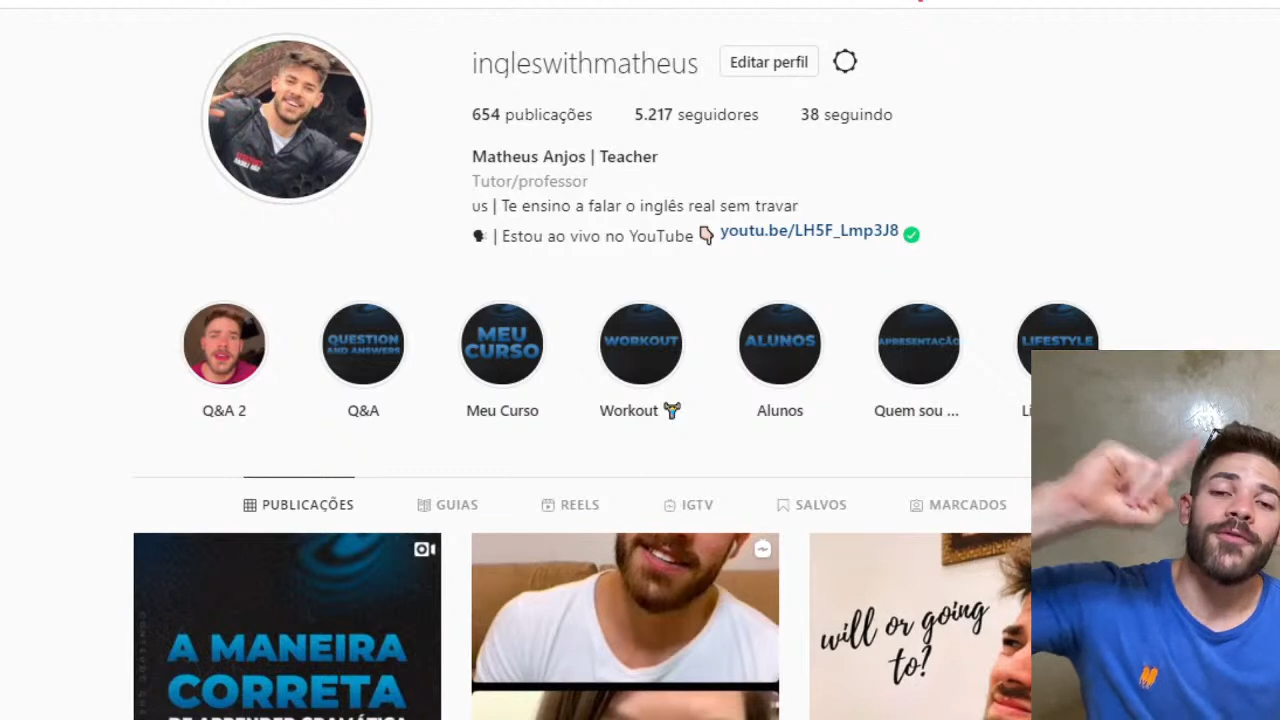 ingleswithmatheus Editar perfil
654 publicações 5.217 seguidores 38 seguindo
Matheus Anjos | Teacher
Tutor/professor
us | Te ensino a falar o inglês real sem travar
| Estou ao vivo no YouTube youtu.be/LH5F_Lmp3J8
QUESTION
AND ANSWERS
MEU
CURSO
WORKOUT
ALUNOS
APRESENTAÇÃO
LIFESTYLE
Q&A 2 Q&A Meu Curso Workout Alunos Quem sou ...
PUBLICAÇÕES GUIAS REELS IGTV SALVOS MARCADOS
A MANEIRA
CORRETA
DE APRENDER GRAMÁTICA
will or going
to?